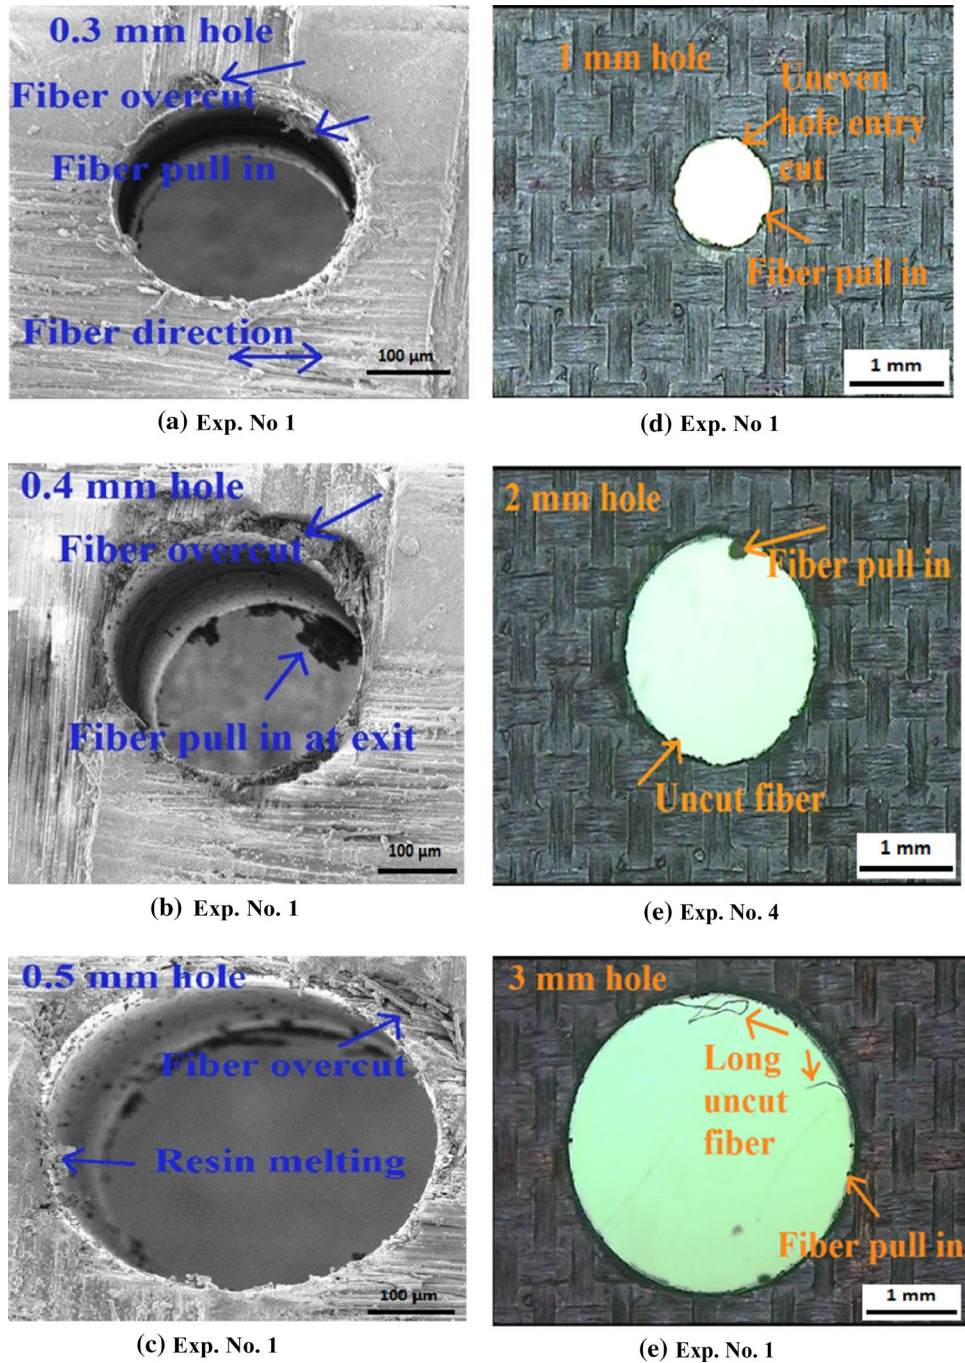 0.3 mm hole
Fiber overcut
Fiber pull in
Fiber direction
100 µm
(a) Exp. No 1
1 mm hole
Uneven
hole entry
cut
Fiber pull in
1 mm
(d) Exp. No 1
0.4 mm hole
Fiber overcut
Fiber pull in at exit
100 µm
(b) Exp. No. 1
2 mm hole
Fiber pull in
Uncut fiber
1 mm
(e) Exp. No. 4
0.5 mm hole
Fiber overcut
Resin melting
100 µm
(c) Exp. No. 1
3 mm hole
Long
uncut
fiber
Fiber pull in
1 mm
(e) Exp. No. 1